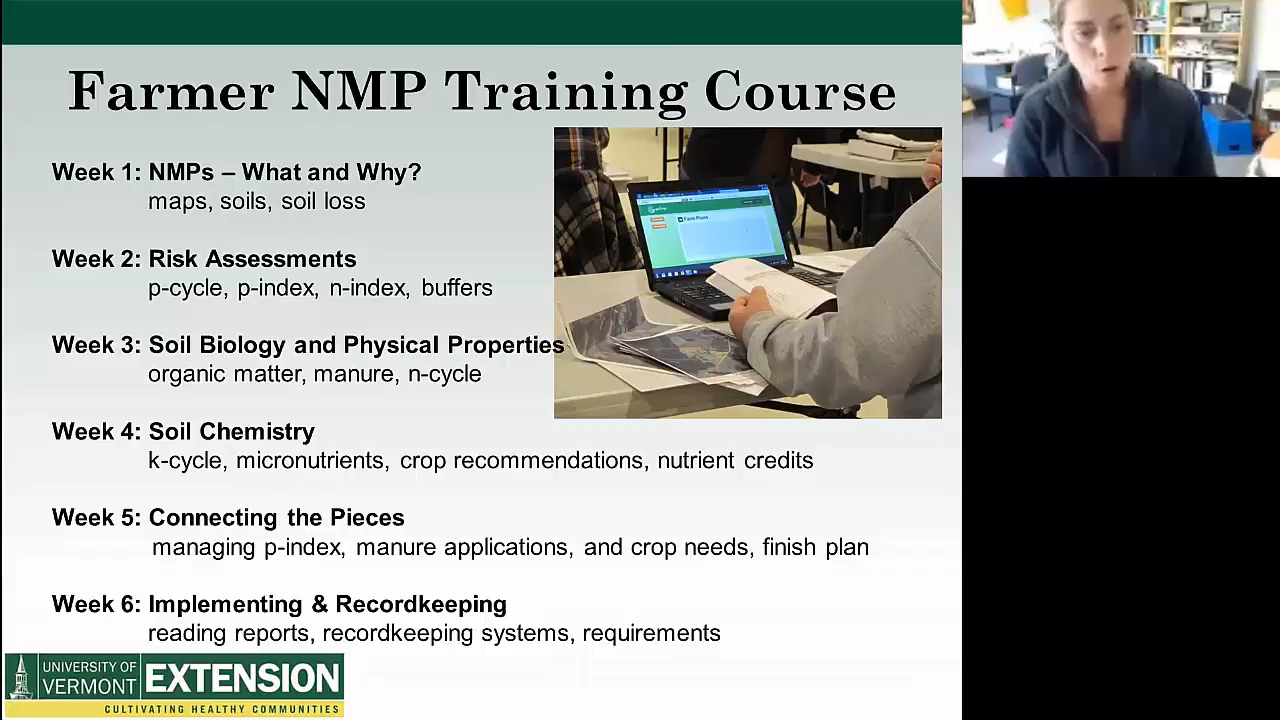 Farmer NMP Training Course
Week 1: NMPs – What and Why?
maps, soils, soil loss
Week 2: Risk Assessments
p-cycle, p-index, n-index, buffers
Week 3: Soil Biology and Physical Properties
organic matter, manure, n-cycle
Week 4: Soil Chemistry
k-cycle, micronutrients, crop recommendations, nutrient credits
Week 5: Connecting the Pieces
managing p-index, manure applications, and crop needs, finish plan
Week 6: Implementing & Recordkeeping
reading reports, recordkeeping systems, requirements
UNIVERSITY OF
VERMONT
EXTENSION
CULTIVATING HEALTHY COMMUNITIES
Farm Plans